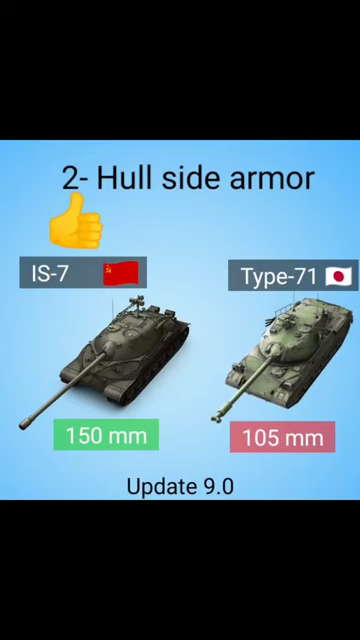 2- Hull side armor
IS-7
Type-71
150 mm
105 mm
Update 9.0